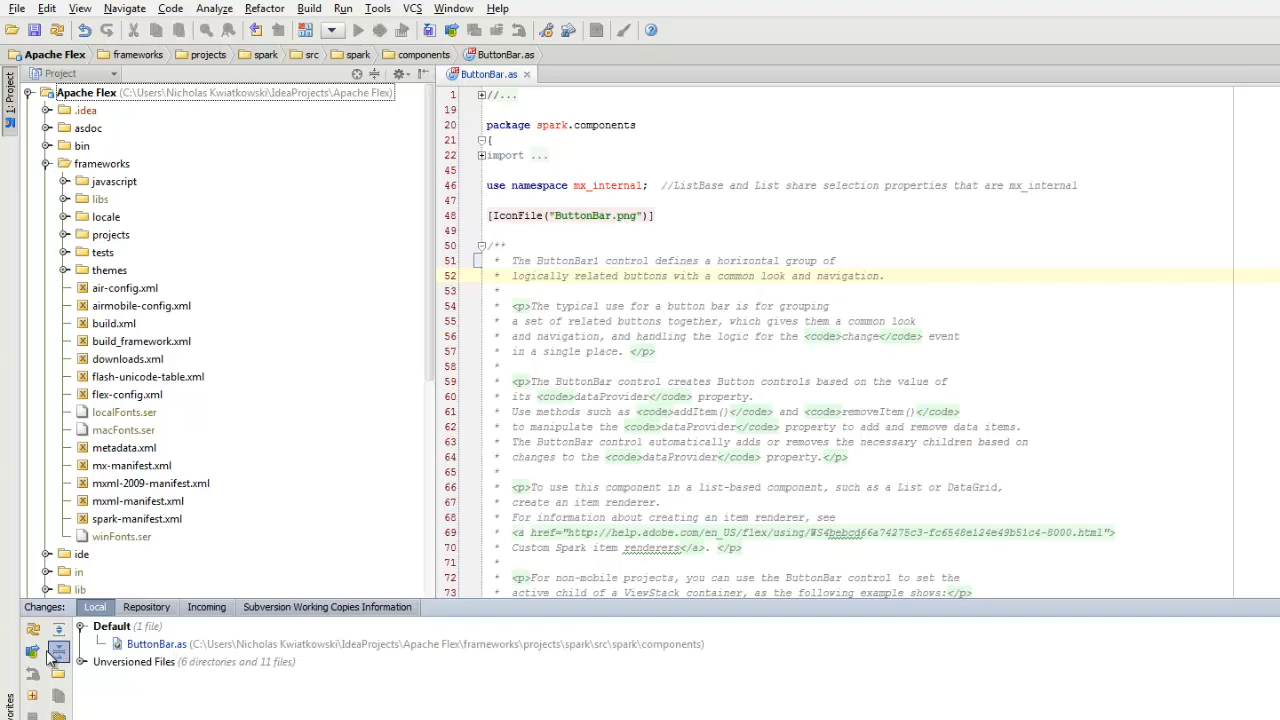 File Edit View Navigate Code Analyze Refactor Build Run Tools VCS Window Help
Apache Flex frameworks projects spark src spark components ButtonBar.as
1: Project
Project
ButtonBar.as
Apache Flex (C:\Users\Nicholas Kwiatkowski\IdeaProjects\Apache Flex)
.idea
asdoc
bin
frameworks
javascript
libs
locale
projects
tests
themes
air-config.xml
airmobile-config.xml
build.xml
build_framework.xml
downloads.xml
flash-unicode-table.xml
flex-config.xml
localFonts.ser
macFonts.ser
metadata.xml
mx-manifest.xml
mxml-2009-manifest.xml
mxml-manifest.xml
spark-manifest.xml
winFonts.ser
ide
in
lib
1 //...
19
20 package spark.components
21 {
22 import ...
45
46 use namespace mx_internal;  //ListBase and List share selection properties that are mx_internal
47
48 [IconFile("ButtonBar.png")]
49
50 /**
51 *  The ButtonBar1 control defines a horizontal group of
52 *  logically related buttons with a common look and navigation.
53 *
54 *  <p>The typical use for a button bar is for grouping
55 *  a set of related buttons together, which gives them a common look
56 *  and navigation, and handling the logic for the <code>change</code> event
57 *  in a single place. </p>
58 *
59 *  <p>The ButtonBar control creates Button controls based on the value of
60 *  its <code>dataProvider</code> property.
61 *  Use methods such as <code>addItem()</code> and <code>removeItem()</code>
62 *  to manipulate the <code>dataProvider</code> property to add and remove data items.
63 *  The ButtonBar control automatically adds or removes the necessary children based on
64 *  changes to the <code>dataProvider</code> property.</p>
65 *
66 *  <p>To use this component in a list-based component, such as a List or DataGrid,
67 *  create an item renderer.
68 *  For information about creating an item renderer, see
69 *  <a href="http://help.adobe.com/en_US/flex/using/WS4bebcd66a74275c3-fc6548e124e49b51c4-8000.html">
70 *  Custom Spark item renderers</a>. </p>
71 *
72 *  <p>For non-mobile projects, you can use the ButtonBar control to set the
73 *  active child of a ViewStack container, as the following example shows:</p>
Changes: Local Repository Incoming Subversion Working Copies Information
Default (1 file)
ButtonBar.as (C:\Users\Nicholas Kwiatkowski\IdeaProjects\Apache Flex\frameworks\projects\spark\src\spark\components)
Unversioned Files (6 directories and 11 files)